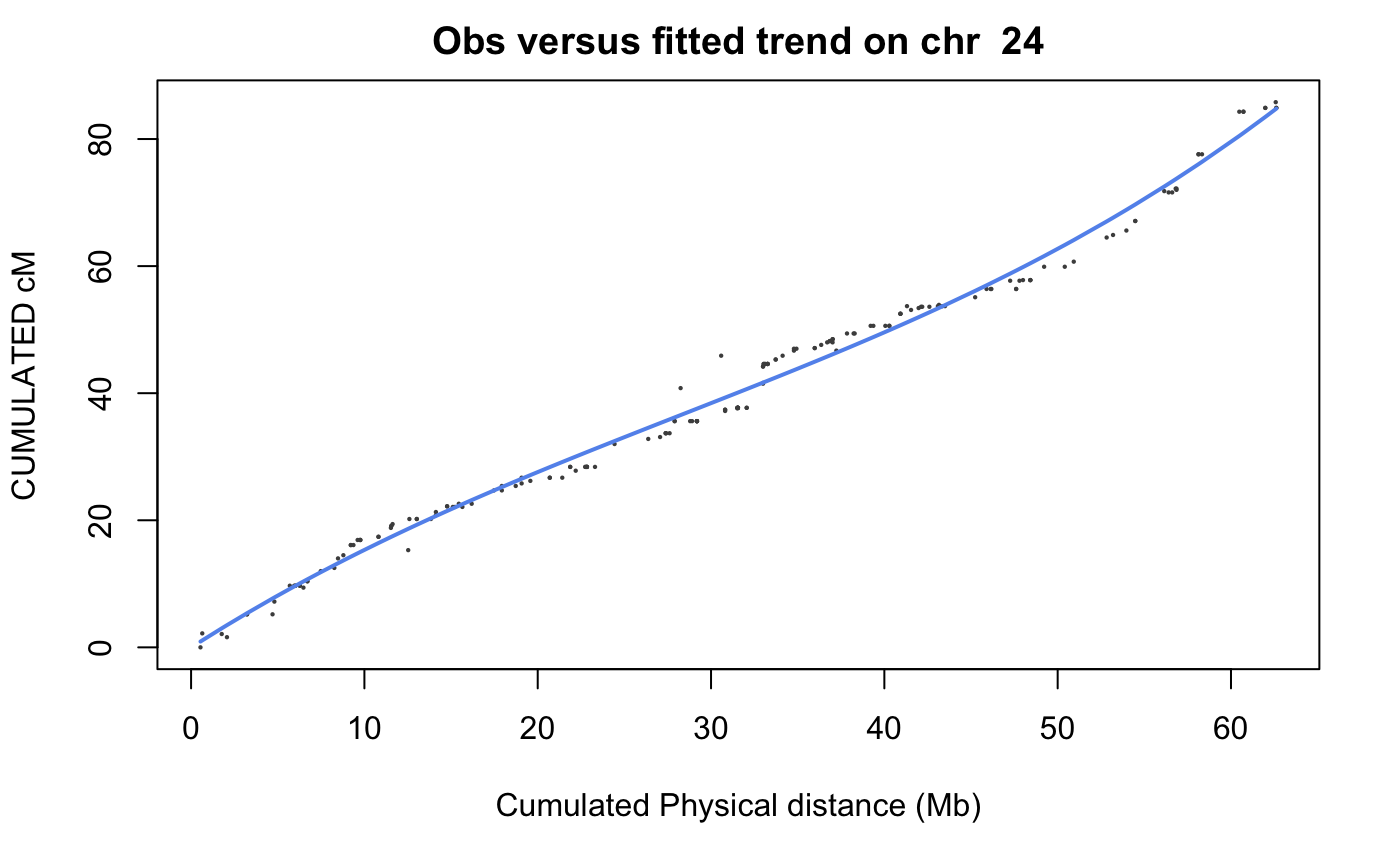 Obs versus fitted trend on chr  24
CUMULATED cM
80
60
40
20
0
0 10 20 30 40 50 60
Cumulated Physical distance (Mb)